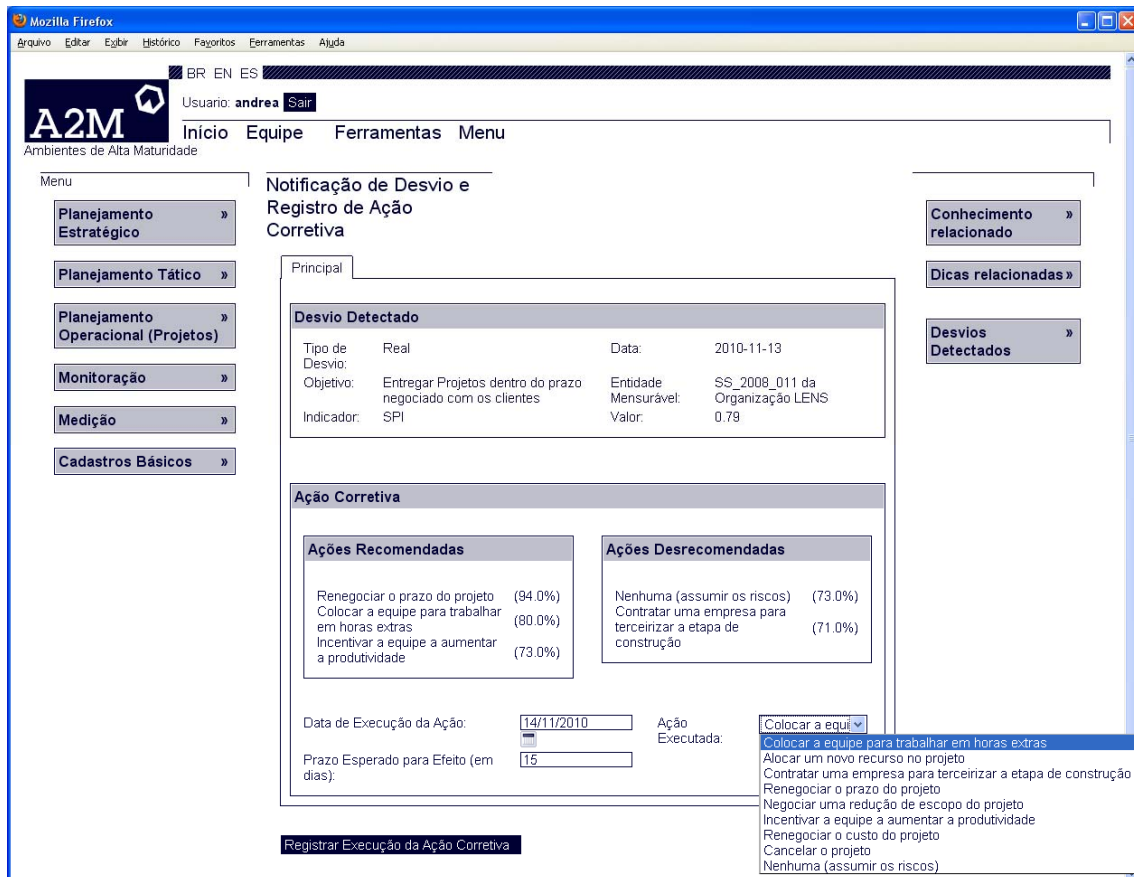 Mozilla Firefox
Arquivo Editar Exibir Histórico Favoritos Ferramentas Ajuda
BR EN ES
Usuario: andrea Sair
A2M
Ambientes de Alta Maturidade
Início Equipe Ferramentas Menu
Menu
Planejamento »
Estratégico
Planejamento Tático »
Planejamento »
Operacional (Projetos)
Monitoração »
Medição »
Cadastros Básicos »
Notificação de Desvio e
Registro de Ação
Corretiva
Principal
Desvio Detectado
Tipo de Real Data: 2010-11-13
Desvio:
Objetivo: Entregar Projetos dentro do prazo Entidade SS_2008_011 da
negociado com os clientes Mensurável: Organização LENS
Indicador: SPI Valor: 0.79
Ação Corretiva
Ações Recomendadas
Renegociar o prazo do projeto (94.0%)
Colocar a equipe para trabalhar
em horas extras (80.0%)
Incentivar a equipe a aumentar
a produtividade (73.0%)
Ações Desrecomendadas
Nenhuma (assumir os riscos) (73.0%)
Contratar uma empresa para
terceirizar a etapa de (71.0%)
construção
Data de Execução da Ação: 14/11/2010 Ação Colocar a equi
Executada:
Prazo Esperado para Efeito (em 15
dias):
Colocar a equipe para trabalhar em horas extras
Alocar um novo recurso no projeto
Contratar uma empresa para terceirizar a etapa de construção
Renegociar o prazo do projeto
Negociar uma redução de escopo do projeto
Incentivar a equipe a aumentar a produtividade
Renegociar o custo do projeto
Cancelar o projeto
Nenhuma (assumir os riscos)
Registrar Execução da Ação Corretiva
Conhecimento »
relacionado
Dicas relacionadas »
Desvios »
Detectados